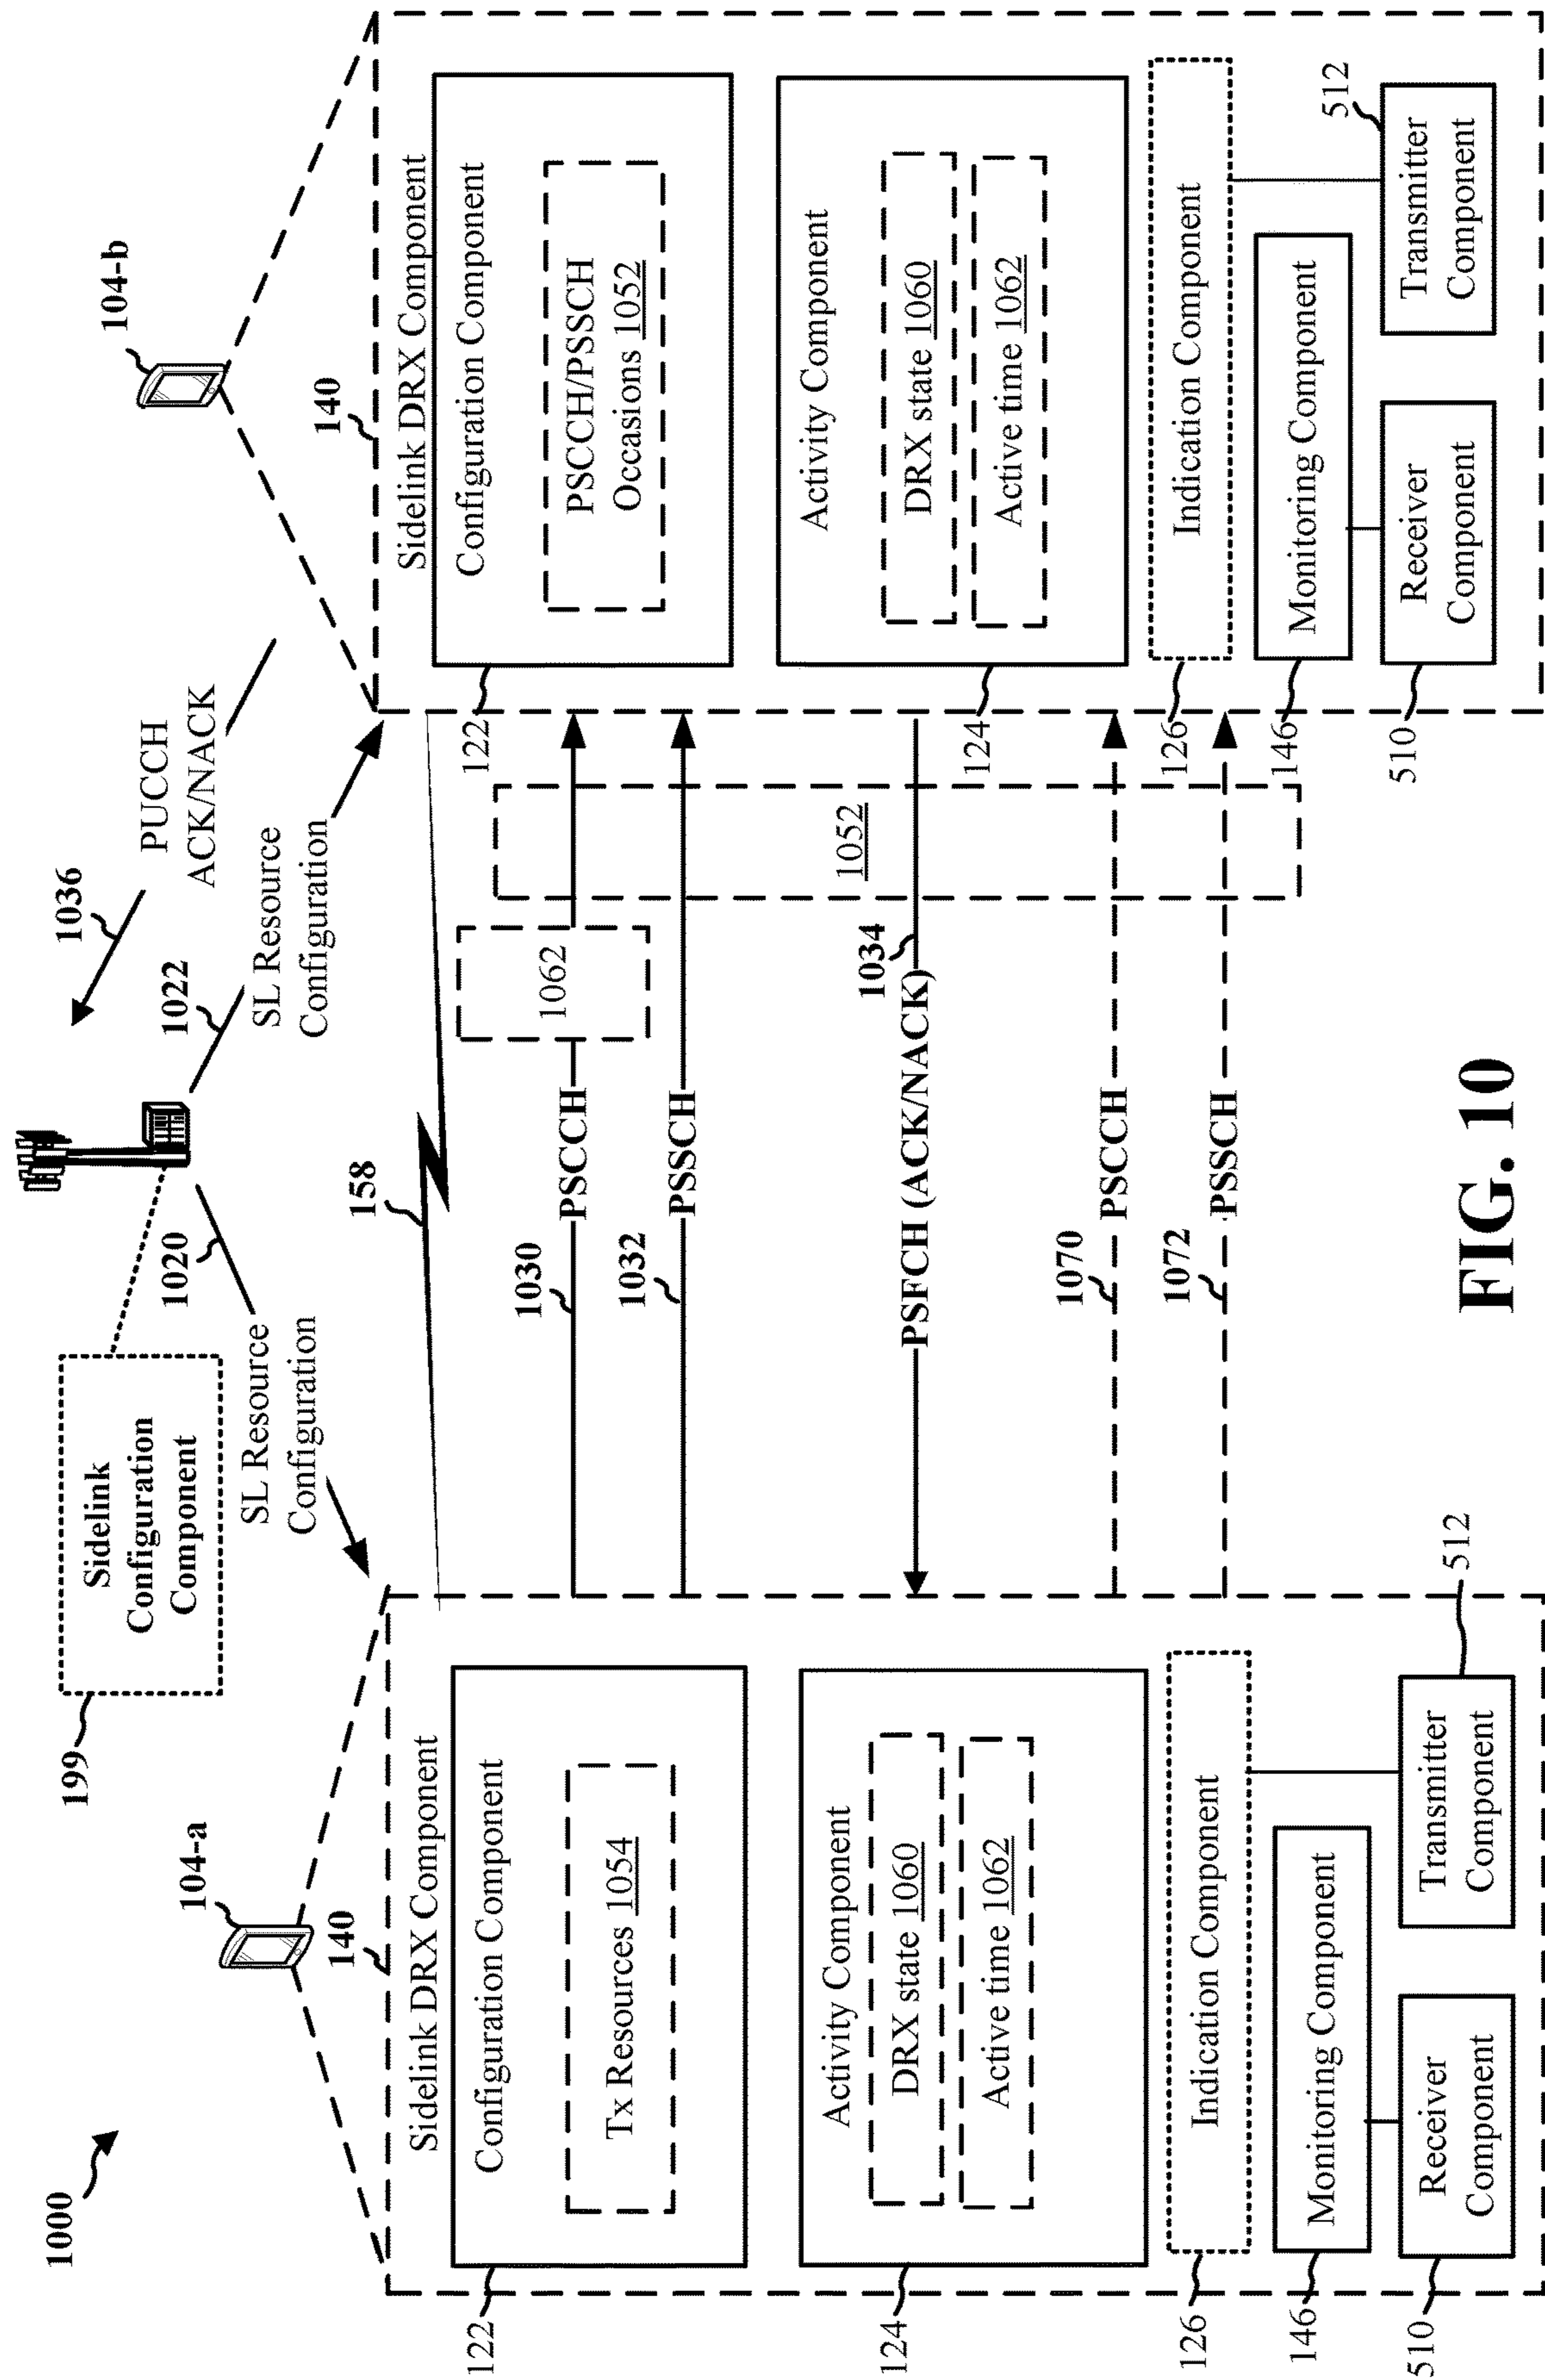 1000
199
Sidelink
Configuration
Component
1020
SL Resource
Configuration
1022
SL Resource
Configuration
1036
PUCCH
ACK/NACK
104-a
140
Sidelink DRX Component
Configuration Component
Tx Resources 1054
122
Activity Component
DRX state 1060
Active time 1062
124
Indication Component
126
Monitoring Component
146
Receiver
Component
510
Transmitter
Component
512
158
1030
PSCCH
1062
1032
PSSCH
1052
PSFCH (ACK/NACK)
1034
1070
PSCCH
1072
PSSCH
104-b
140
Sidelink DRX Component
Configuration Component
PSCCH/PSSCH
Occasions 1052
122
Activity Component
DRX state 1060
Active time 1062
124
Indication Component
126
Monitoring Component
146
Receiver
Component
510
Transmitter
Component
512
FIG. 10